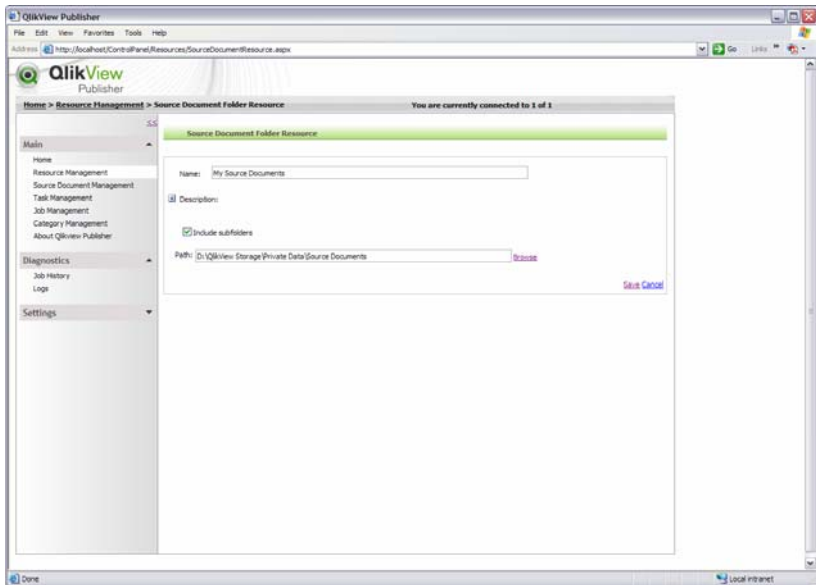 QlikView Publisher
File Edit View Favorites Tools Help
Address http://localhost/ControlPanel/Resources/SourceDocumentResource.aspx Go Links »
QlikView
Publisher
Home > Resource Management > Source Document Folder Resource You are currently connected to 1 of 1
<<
Source Document Folder Resource
Main
Home
Resource Management
Source Document Management
Task Management
Job Management
Category Management
About Qlikview Publisher
Diagnostics
Job History
Logs
Settings
Name: My Source Documents
Description:
Include subfolders
Path: D:\QlikView Storage\Private Data\Source Documents Browse
Save Cancel
Done Local intranet